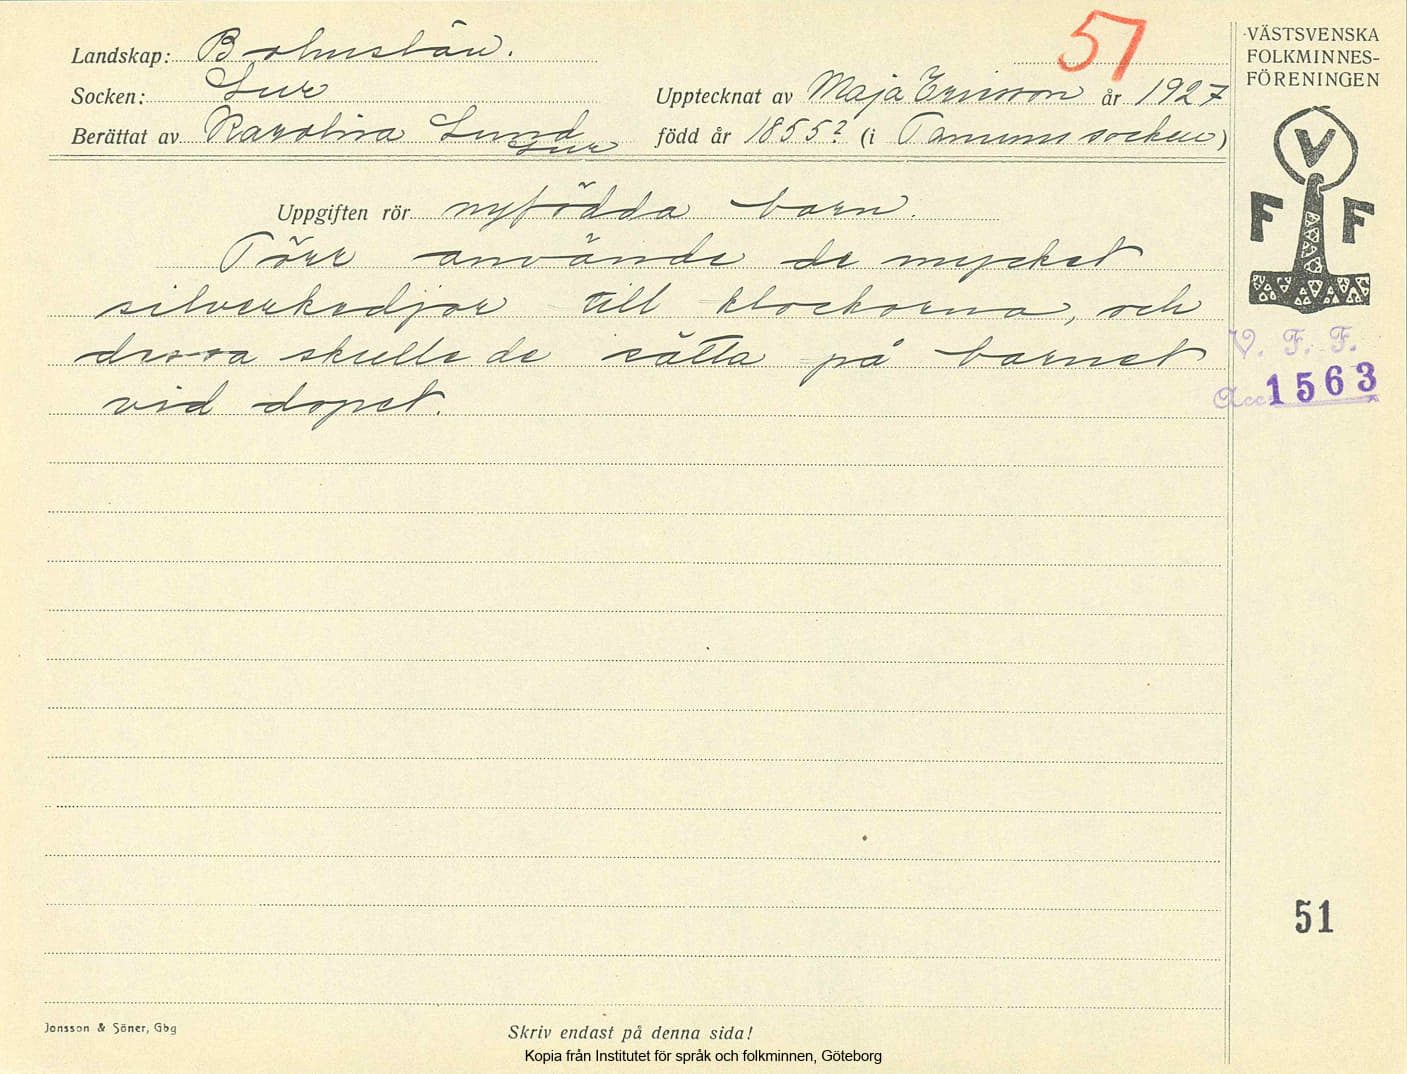 Landskap: Bohuslän.
51
VÄSTSVENSKA
FOLKMINNES-
FÖRENINGEN
Socken: Lur
Upptecknat av Maja Ericson år 1927
Berättat av Karolina Lund
Lur
född år 1855? (i Tanums socken)
V
F F
Uppgiften rör nyfödda barn.
Förr använde de mycket
silverkedjor till klockorna, och
dessa skulle de sätta på barnet
vid dopet.
V. F. F.
Acc. 1563
51
Jonsson & Söner, Gbg
Skriv endast på denna sida!
Kopia från Institutet för språk och folkminnen, Göteborg